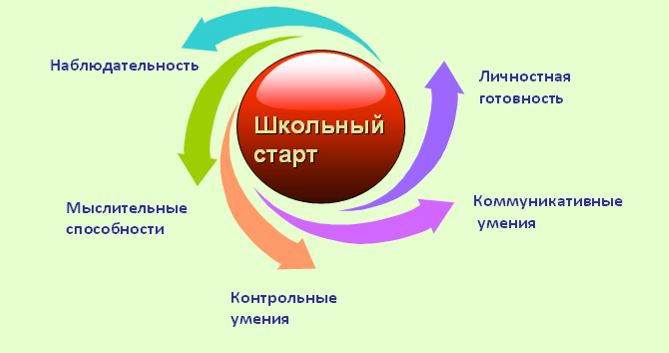 Наблюдательность
Личностная
готовность
Школьный
старт
Мыслительные
способности
Коммуникативные
умения
Контрольные
умения